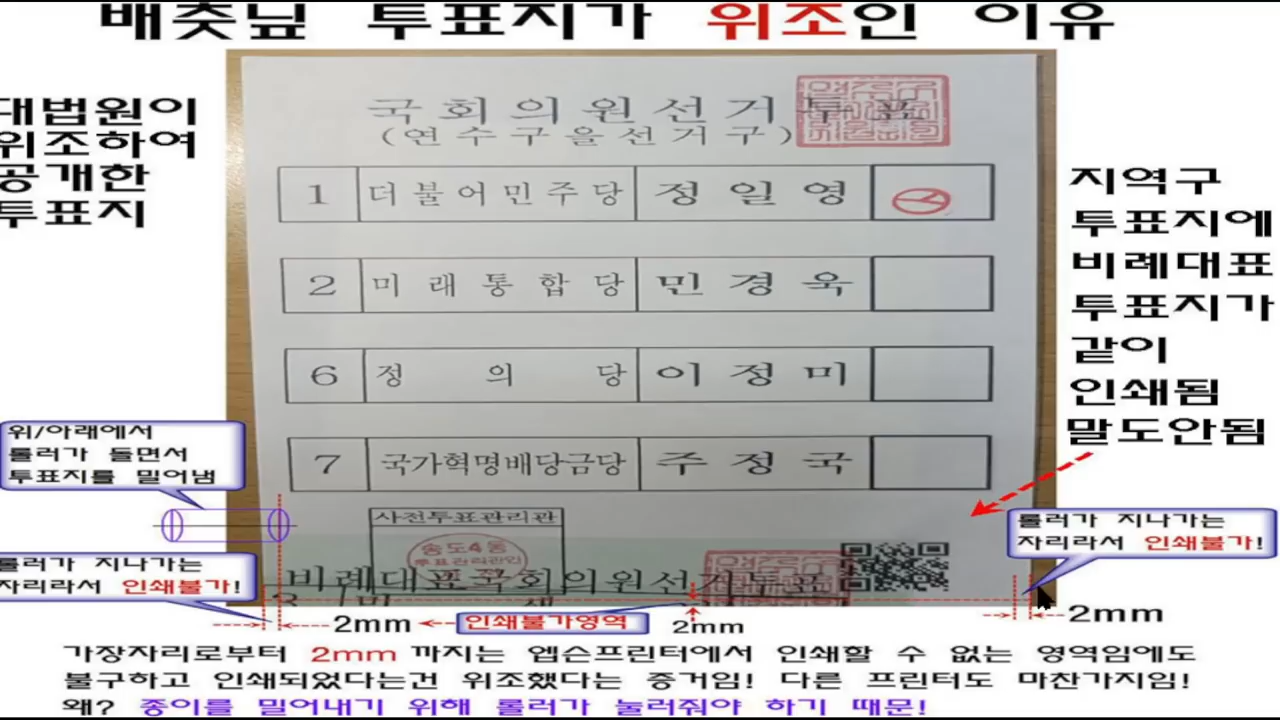 배춧닢 투표지가 위조인 이유
대법원이
위조하여
공개한
투표지
국회의원선거투표
(연수구을선거구)
1 더불어민주당 정일영
2 미래통합당 민경욱
6 정의당 이정미
7 국가혁명배당금당 주정국
사전투표관리관
송도4동
투표관리관인
비례대표국회의원선거투표
지역구
투표지에
비례대표
투표지가
같이
인쇄됨
말도안됨
위/아래에서
롤러가 돌면서
투표지를 밀어냄
롤러가 지나가는
자리라서 인쇄불가!
롤러가 지나가는
자리라서 인쇄불가!
2mm
인쇄불가영역
2mm
2mm
가장자리로부터 2mm 까지는 엡슨프린터에서 인쇄할 수 없는 영역임에도
불구하고 인쇄되었다는건 위조했다는 증거임! 다른 프린터도 마찬가지임!
왜? 종이를 밀어내기 위해 롤러가 눌러줘야 하기 때문!